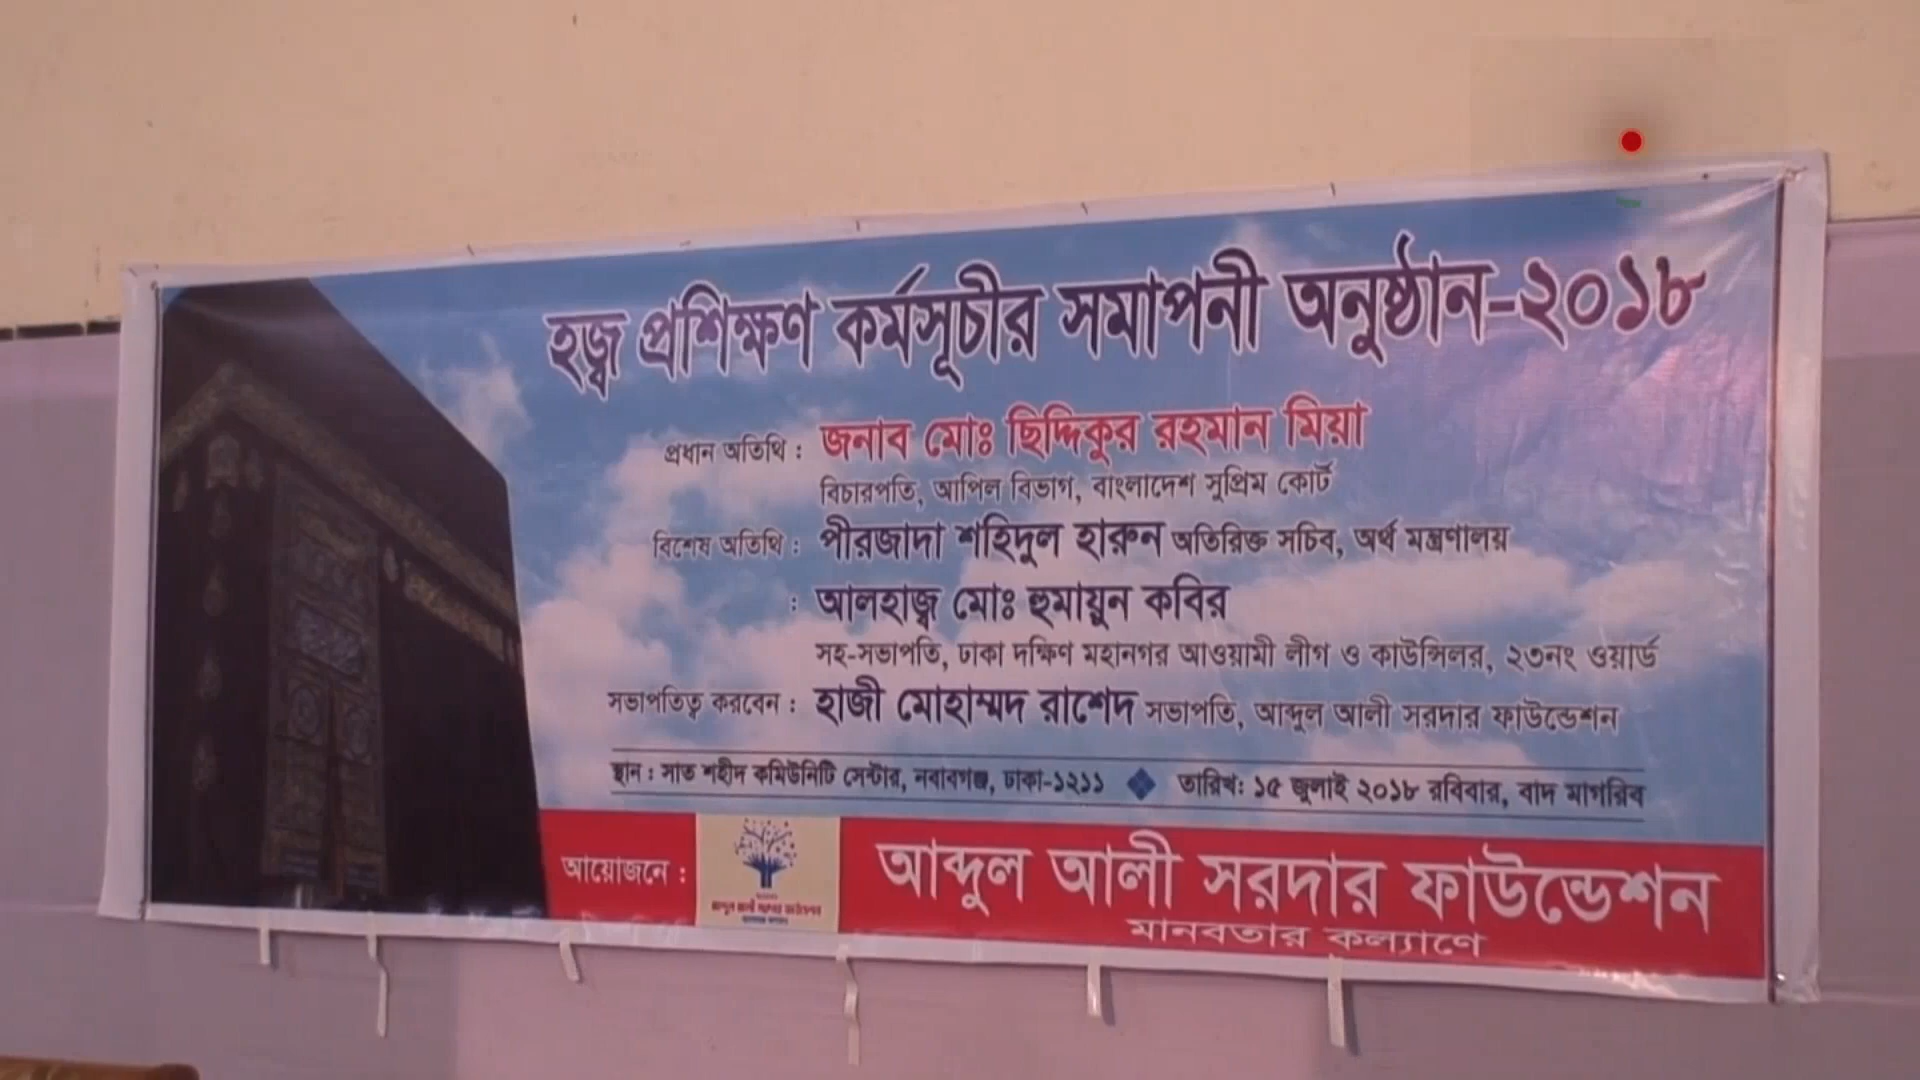 হজ্ব প্রশিক্ষণ কর্মসূচীর সমাপনী অনুষ্ঠান-২০১৮
প্রধান অতিথি : জনাব মোঃ ছিদ্দিকুর রহমান মিয়া
বিচারপতি, আপিল বিভাগ, বাংলাদেশ সুপ্রিম কোর্ট
বিশেষ অতিথি : পীরজাদা শহিদুল হারুন অতিরিক্ত সচিব, অর্থ মন্ত্রণালয়
: আলহাজ্ব মোঃ হুমায়ুন কবির
সহ-সভাপতি, ঢাকা দক্ষিণ মহানগর আওয়ামী লীগ ও কাউন্সিলর, ২৩নং ওয়ার্ড
সভাপতিত্ব করবেন : হাজী মোহাম্মদ রাশেদ সভাপতি, আব্দুল আলী সরদার ফাউন্ডেশন
স্থান : সাত শহীদ কমিউনিটি সেন্টার, নবাবগঞ্জ, ঢাকা-১২১১ তারিখ: ১৫ জুলাই ২০১৮ রবিবার, বাদ মাগরিব
আয়োজনে : আব্দুল আলী সরদার ফাউন্ডেশন
মানবতার কল্যাণে